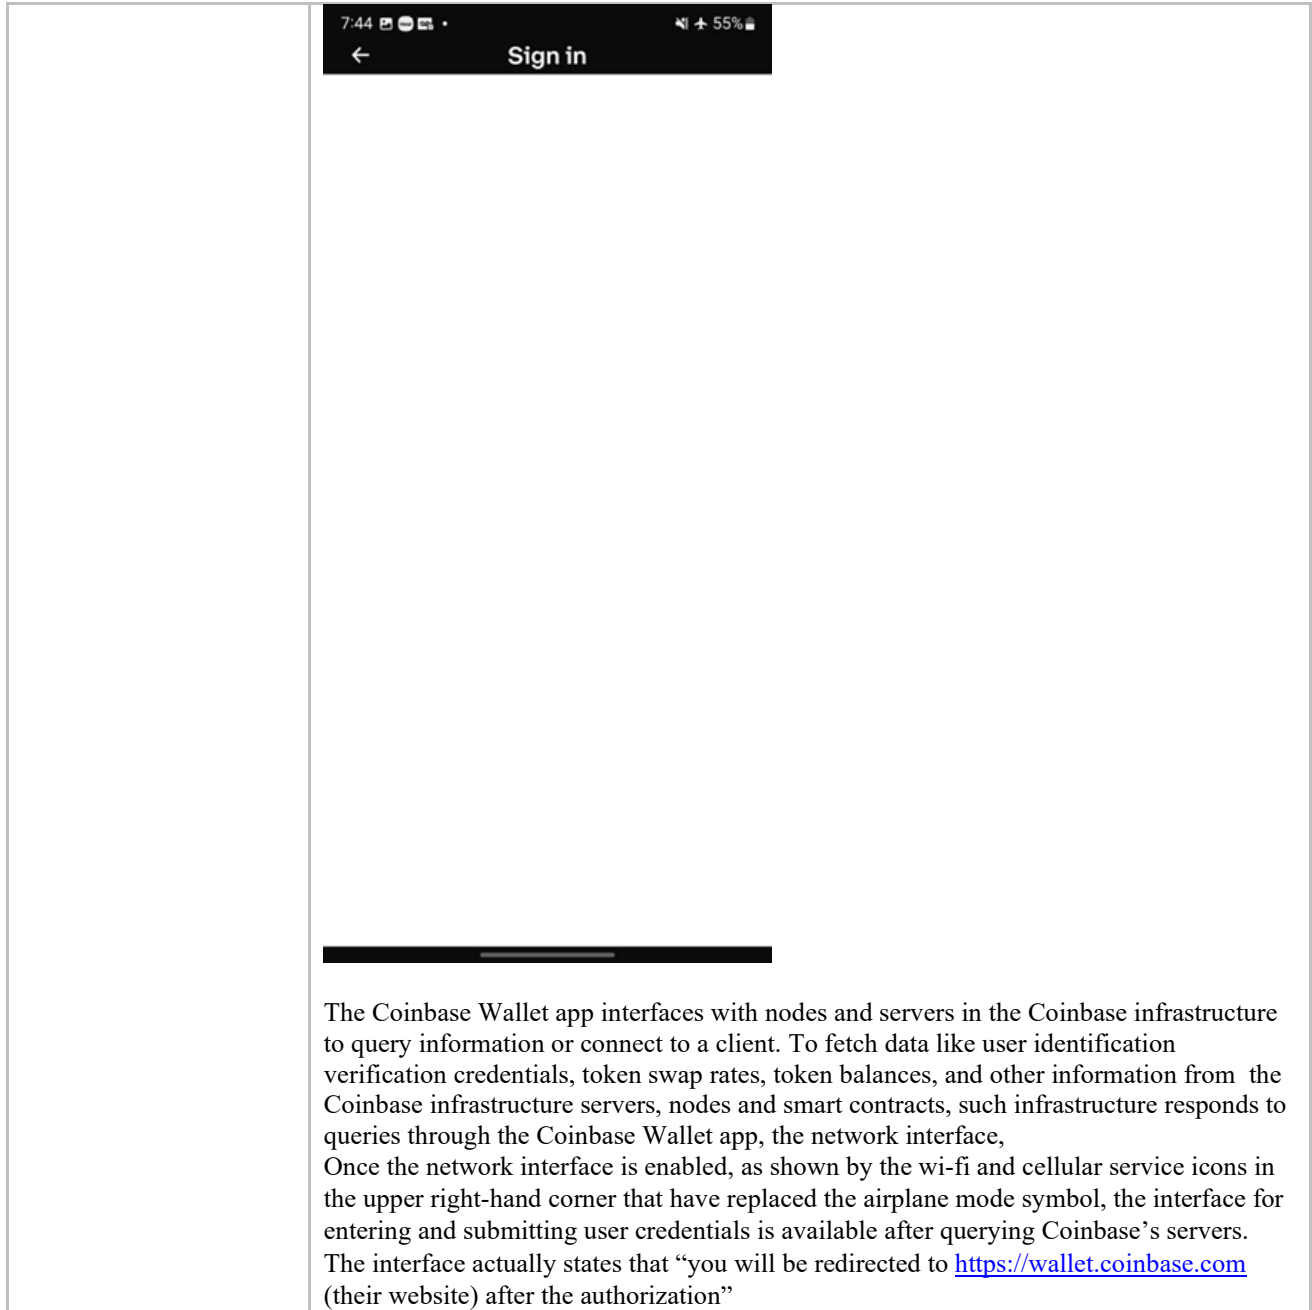 7:44
55%
Sign in
The Coinbase Wallet app interfaces with nodes and servers in the Coinbase infrastructure
to query information or connect to a client. To fetch data like user identification
verification credentials, token swap rates, token balances, and other information from  the
Coinbase infrastructure servers, nodes and smart contracts, such infrastructure responds to
queries through the Coinbase Wallet app, the network interface,
Once the network interface is enabled, as shown by the wi-fi and cellular service icons in
the upper right-hand corner that have replaced the airplane mode symbol, the interface for
entering and submitting user credentials is available after querying Coinbase’s servers.
The interface actually states that “you will be redirected to https://wallet.coinbase.com
(their website) after the authorization”